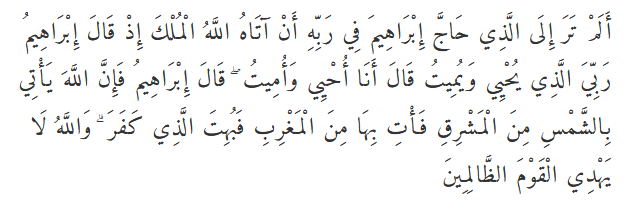 أَلَمْ تَرَ إِلَى الَّذِي حَاجَّ إِبْرَاهِيمَ فِي رَبِّهِ أَنْ آتَاهُ اللَّهُ الْمُلْكَ إِذْ قَالَ إِبْرَاهِيمُ
رَبِّيَ الَّذِي يُحْيِي وَيُمِيتُ قَالَ أَنَا أُحْيِي وَأُمِيتُ ۖ قَالَ إِبْرَاهِيمُ فَإِنَّ اللَّهَ يَأْتِي
بِالشَّمْسِ مِنَ الْمَشْرِقِ فَأْتِ بِهَا مِنَ الْمَغْرِبِ فَبُهِتَ الَّذِي كَفَرَ ۗ وَاللَّهُ لَا
يَهْدِي الْقَوْمَ الظَّالِمِينَ